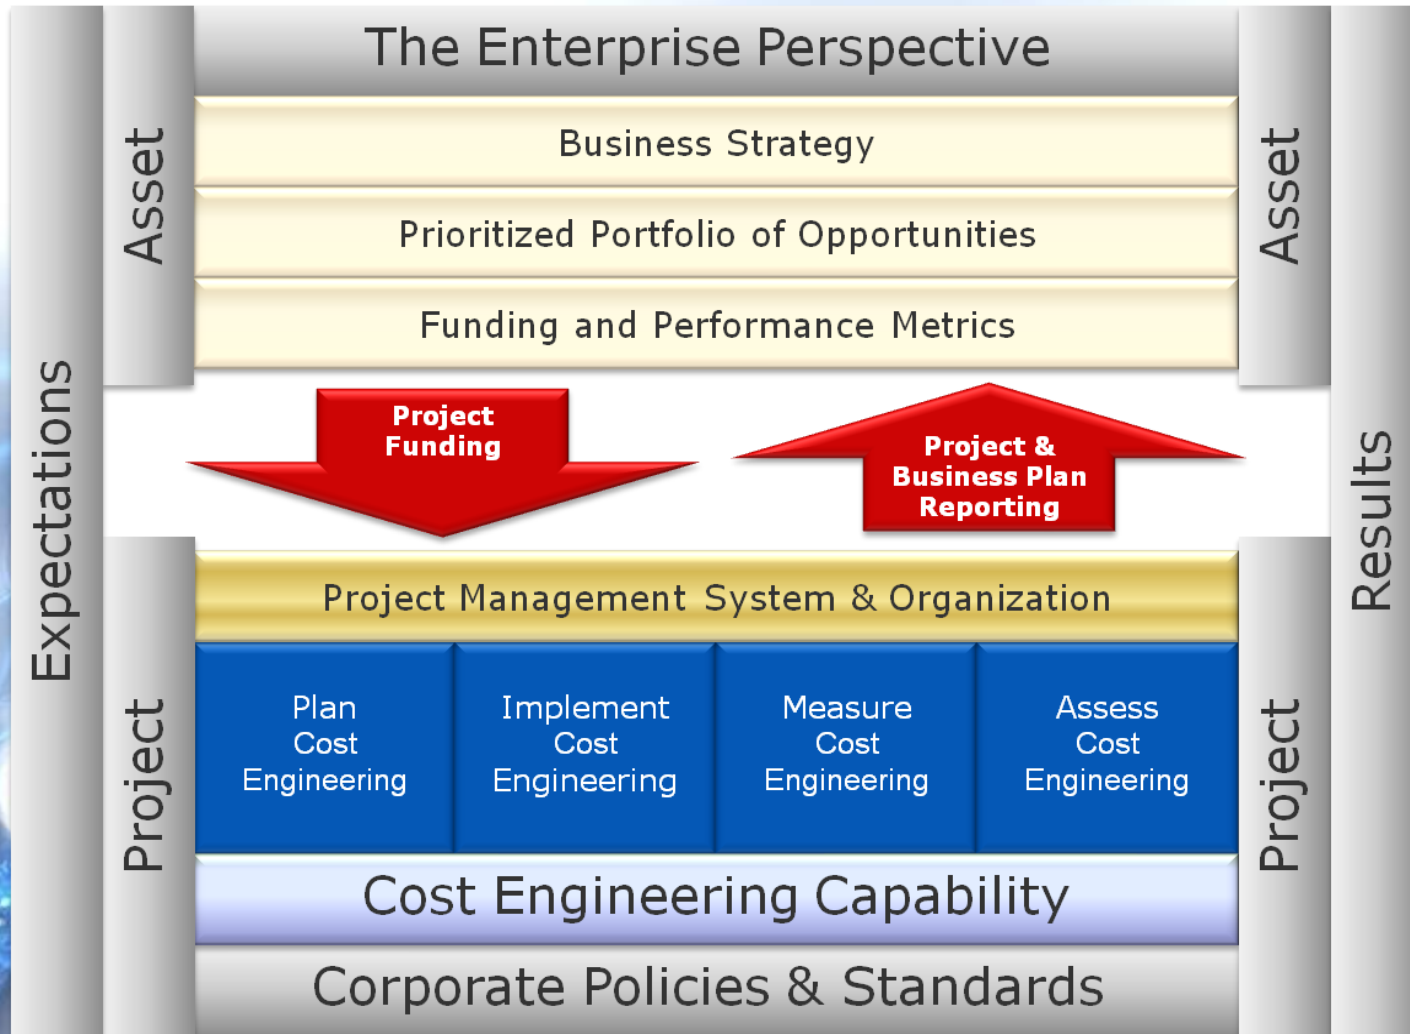 The Enterprise Perspective
Expectations
Asset
Business Strategy
Prioritized Portfolio of Opportunities
Funding and Performance Metrics
Asset
Results
Project
Funding
Project &
Business Plan
Reporting
Project
Project Management System & Organization
Plan
Cost
Engineering
Implement
Cost
Engineering
Measure
Cost
Engineering
Assess
Cost
Engineering
Project
Cost Engineering Capability
Corporate Policies & Standards